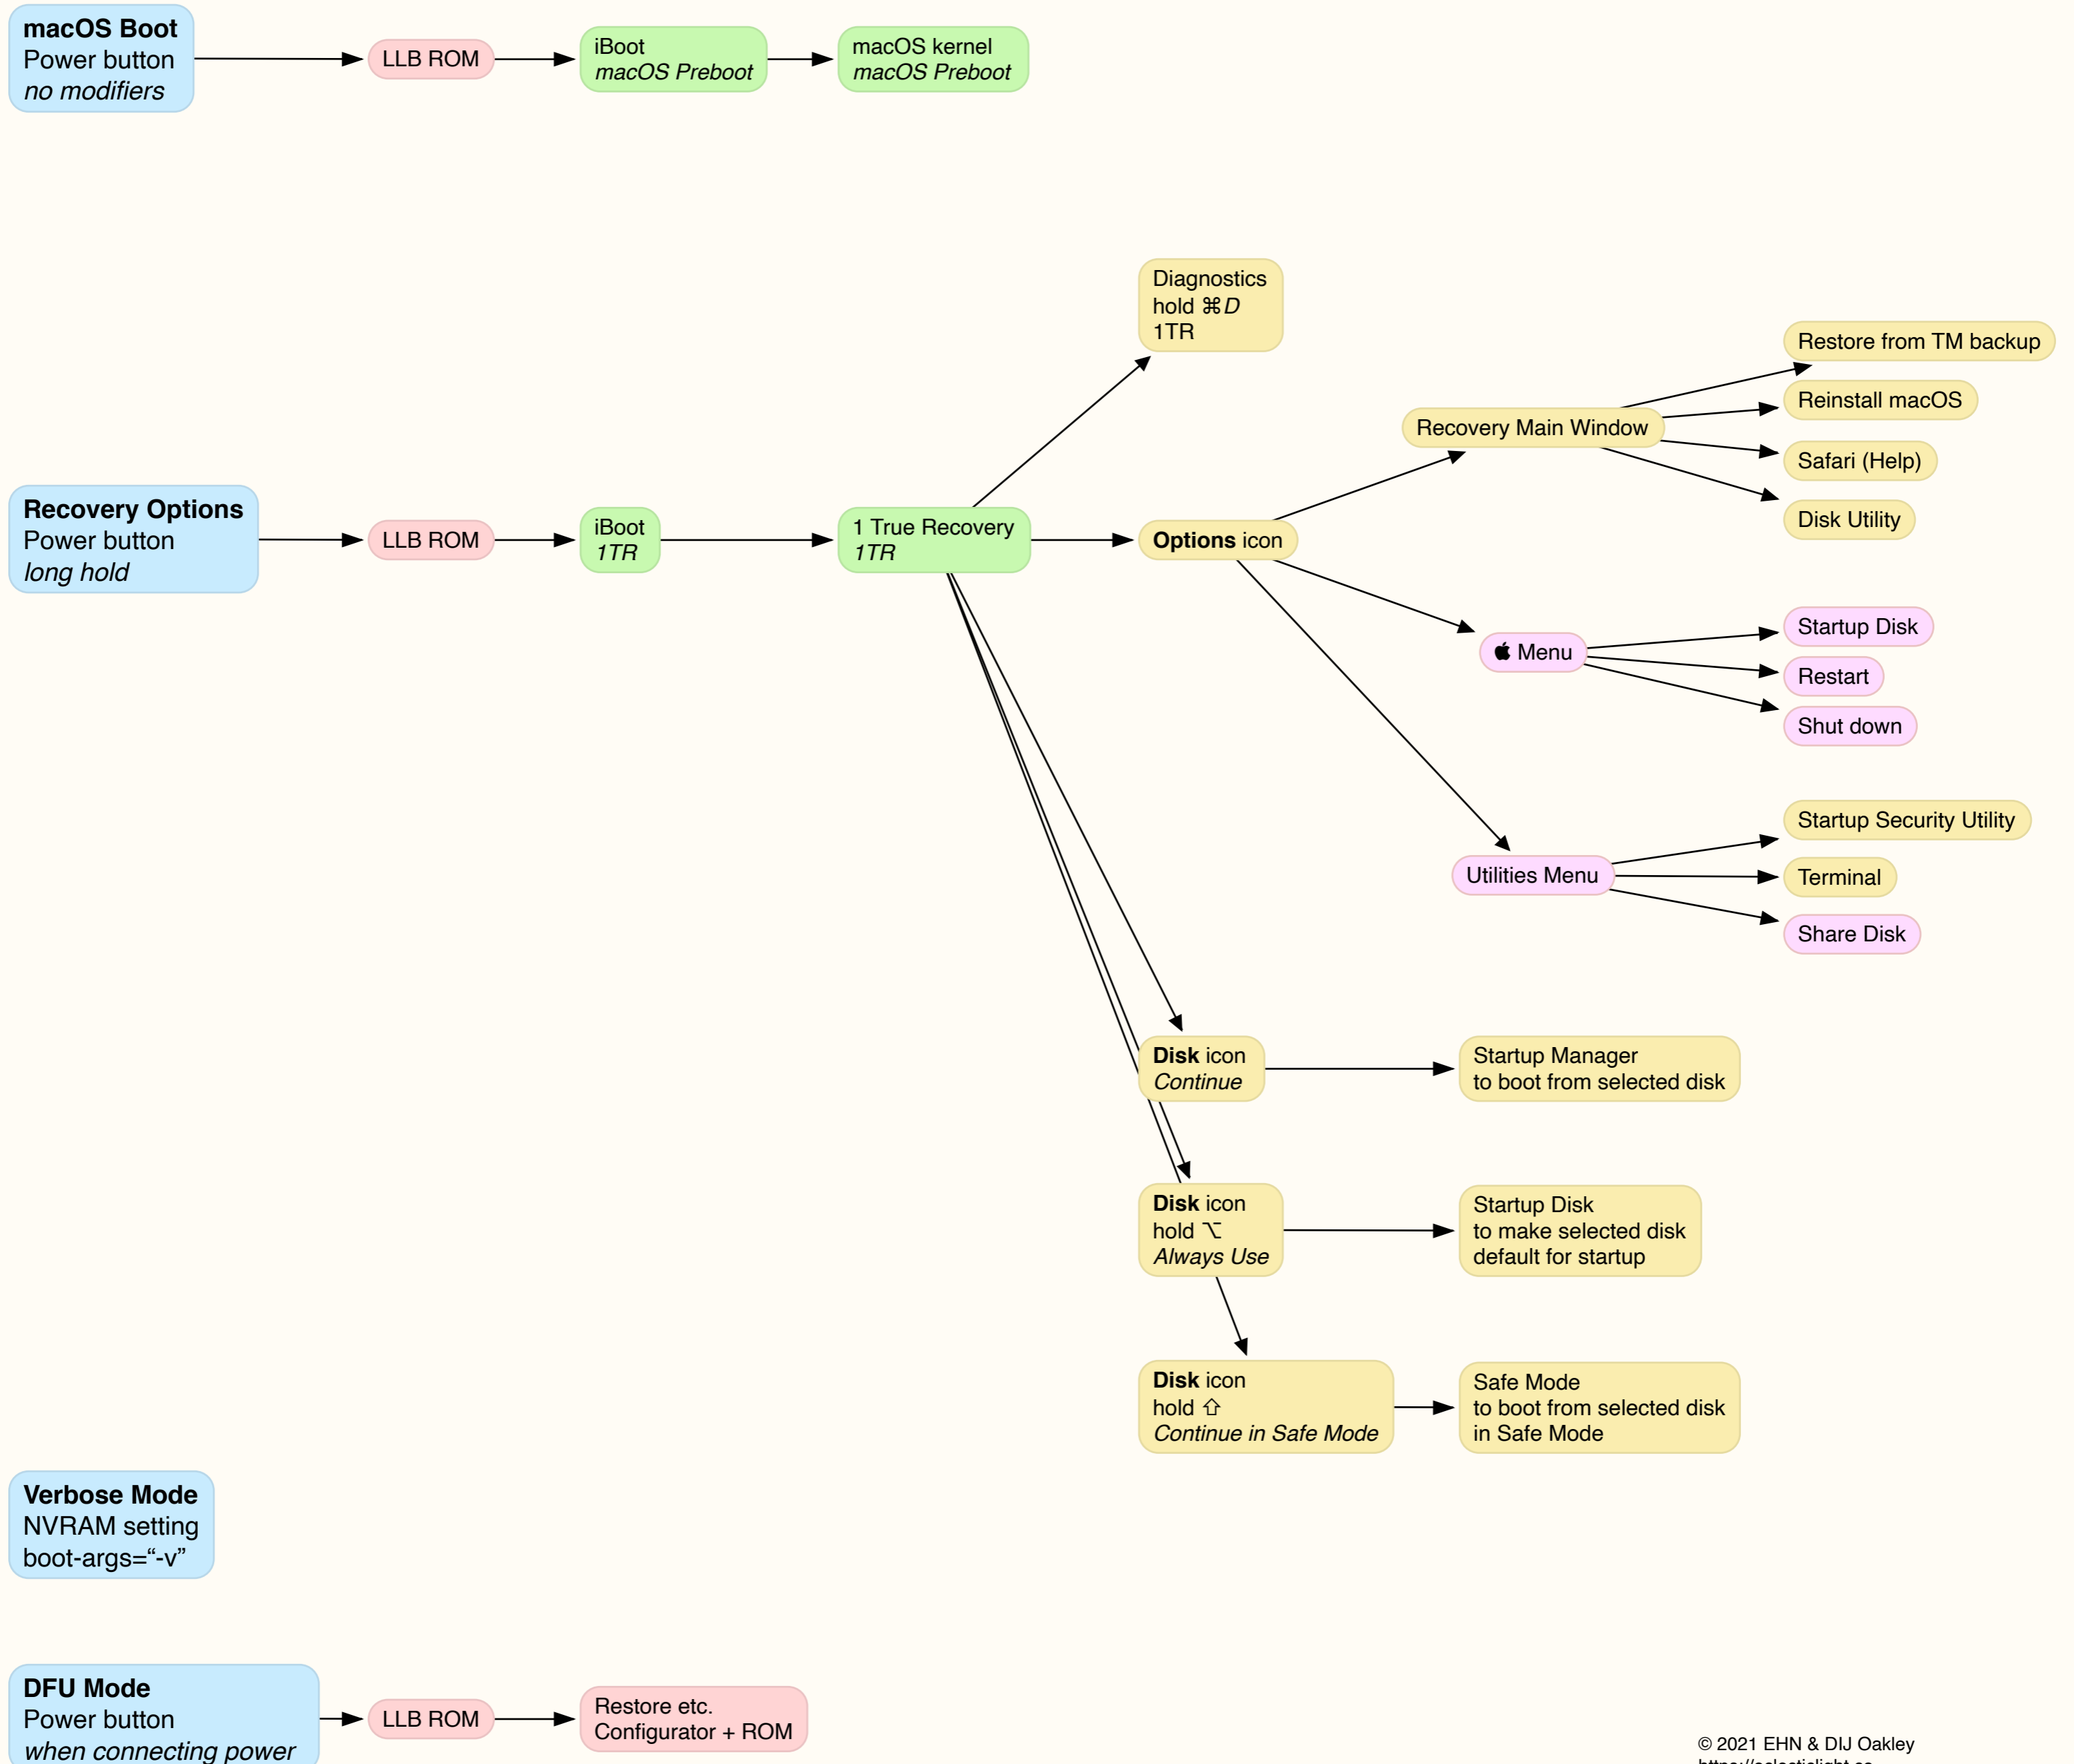 macOS Boot
Power button
no modifiers
LLB ROM
iBoot
macOS Preboot
macOS kernel
macOS Preboot
Diagnostics
hold ⌘D
1TR
Restore from TM backup
Reinstall macOS
Recovery Main Window
Safari (Help)
Disk Utility
Recovery Options
Power button
long hold
LLB ROM
iBoot
1TR
1 True Recovery
1TR
Options icon
Menu
Startup Disk
Restart
Shut down
Startup Security Utility
Utilities Menu
Terminal
Share Disk
Disk icon
Continue
Startup Manager
to boot from selected disk
Disk icon
hold ⌥
Always Use
Startup Disk
to make selected disk
default for startup
Disk icon
hold ⇧
Continue in Safe Mode
Safe Mode
to boot from selected disk
in Safe Mode
Verbose Mode
NVRAM setting
boot-args=“-v”
DFU Mode
Power button
when connecting power
LLB ROM
Restore etc.
Configurator + ROM
© 2021 EHN & DIJ Oakley